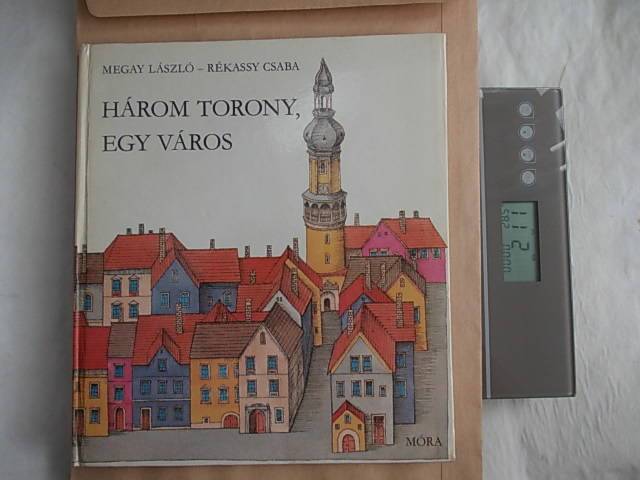 MEGAY LÁSZLÓ – RÉKASSY CSABA
HÁROM TORONY,
EGY VÁROS
MÓRA